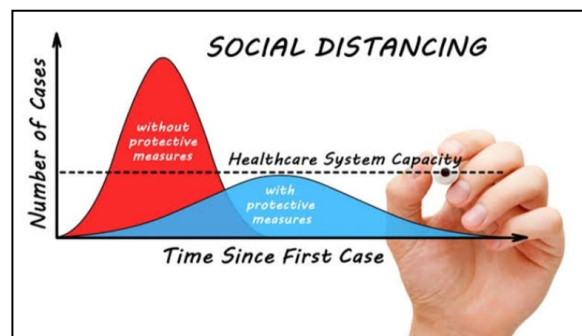 SOCIAL DISTANCING
Number of Cases
without
protective
measures
Healthcare System Capacity
with
protective
measures
Time Since First Case